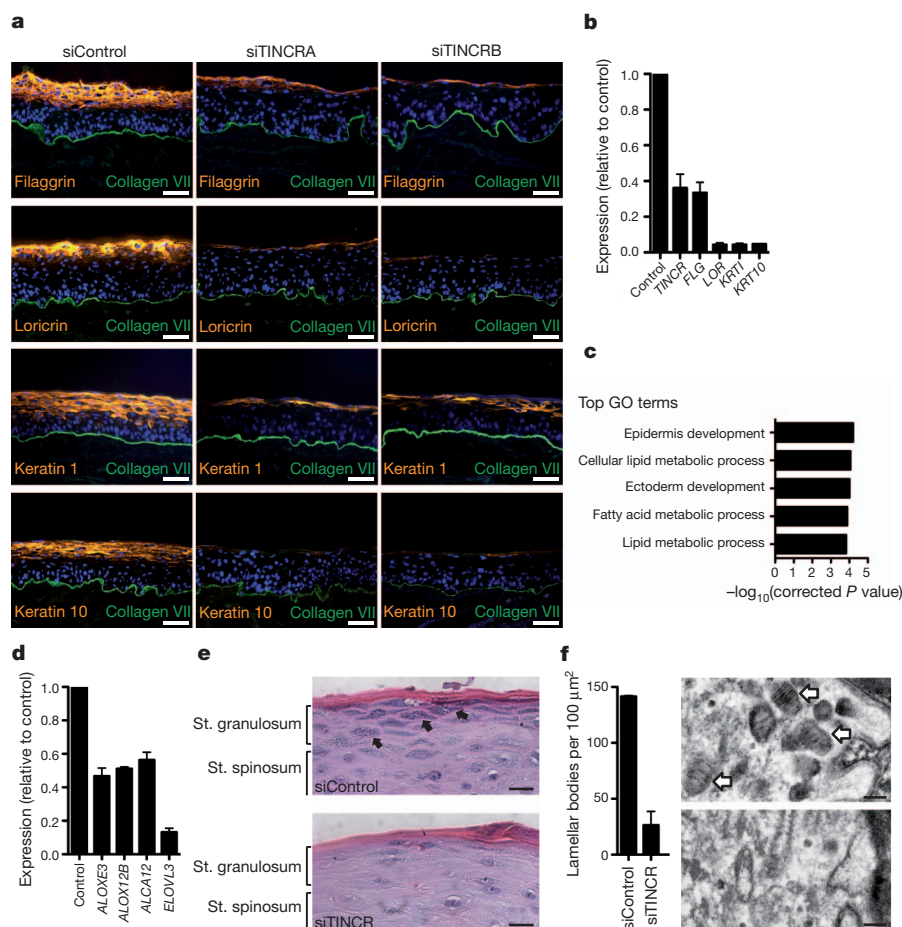 a
siControl siTINCRA siTINCRB
Filaggrin Collagen VII Filaggrin Collagen VII Filaggrin Collagen VII
Loricrin Collagen VII Loricrin Collagen VII Loricrin Collagen VII
Keratin 1 Collagen VII Keratin 1 Collagen VII Keratin 1 Collagen VII
Keratin 10 Collagen VII Keratin 10 Collagen VII Keratin 10 Collagen VII
b
Expression (relative to control)
1.0
0.8
0.6
0.4
0.2
0.0
Control TINCR FLG LOR KRTI KRT10
c
Top GO terms
Epidermis development
Cellular lipid metabolic process
Ectoderm development
Fatty acid metabolic process
Lipid metabolic process
0 1 2 3 4 5
–log10(corrected P value)
d
Expression (relative to control)
1.0
0.8
0.6
0.4
0.2
0
Control ALOXE3 ALOX12B ALCA12 ELOVL3
e
St. granulosum
St. spinosum
siControl
St. granulosum
St. spinosum
siTINCR
f
Lamellar bodies per 100 μm2
150
100
50
0
siControl siTINCR